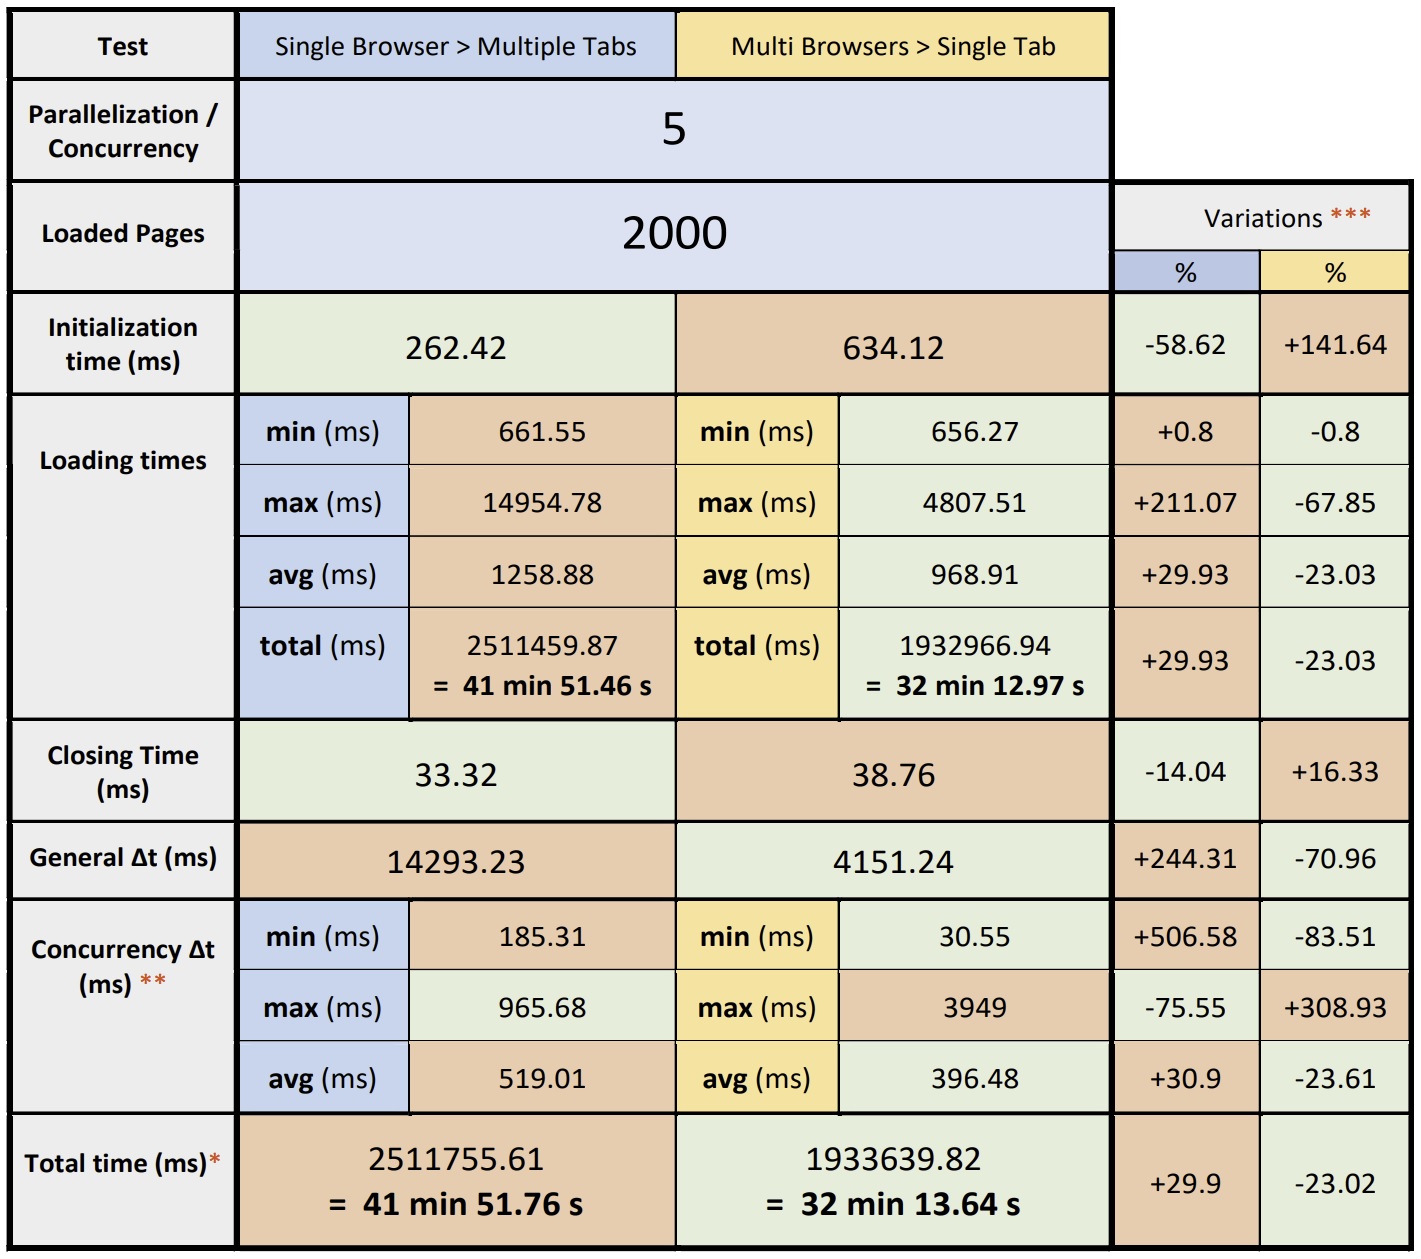 Test
Single Browser > Multiple Tabs
Multi Browsers > Single Tab
Parallelization /
Concurrency
5
Loaded Pages
2000
Variations ***
%
%
Initialization
time (ms)
262.42
634.12
-58.62
+141.64
Loading times
min (ms)
661.55
min (ms)
656.27
+0.8
-0.8
max (ms)
14954.78
max (ms)
4807.51
+211.07
-67.85
avg (ms)
1258.88
avg (ms)
968.91
+29.93
-23.03
total (ms)
2511459.87
= 41 min 51.46 s
total (ms)
1932966.94
= 32 min 12.97 s
+29.93
-23.03
Closing Time
(ms)
33.32
38.76
-14.04
+16.33
General Δt (ms)
14293.23
4151.24
+244.31
-70.96
Concurrency Δt
(ms) **
min (ms)
185.31
min (ms)
30.55
+506.58
-83.51
max (ms)
965.68
max (ms)
3949
-75.55
+308.93
avg (ms)
519.01
avg (ms)
396.48
+30.9
-23.61
Total time (ms)*
2511755.61
= 41 min 51.76 s
1933639.82
= 32 min 13.64 s
+29.9
-23.02